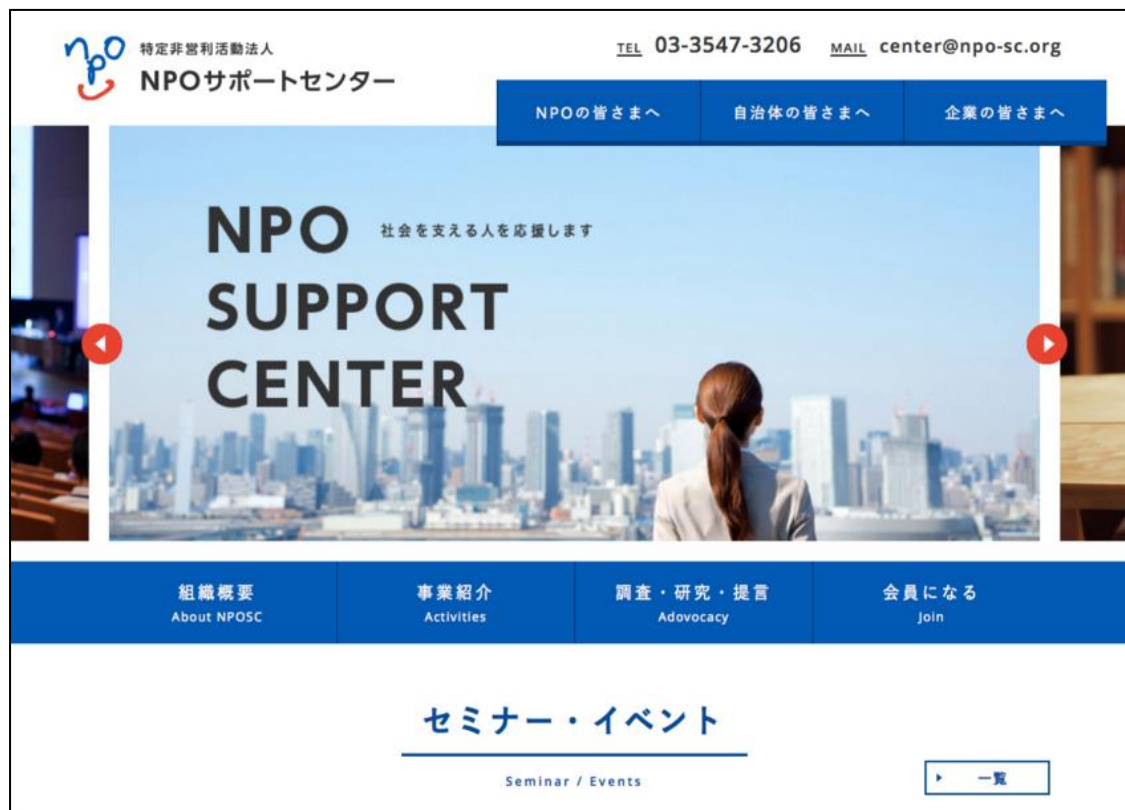 npo
特定非営利活動法人
NPOサポートセンター
TEL 03-3547-3206 MAIL center@npo-sc.org
NPOの皆さまへ 自治体の皆さまへ 企業の皆さまへ
NPO 社会を支える人を応援します
SUPPORT
CENTER
組織概要 事業紹介 調査・研究・提言 会員になる
About NPOSC Activities Adovocacy Join
セミナー・イベント
Seminar / Events
一覧